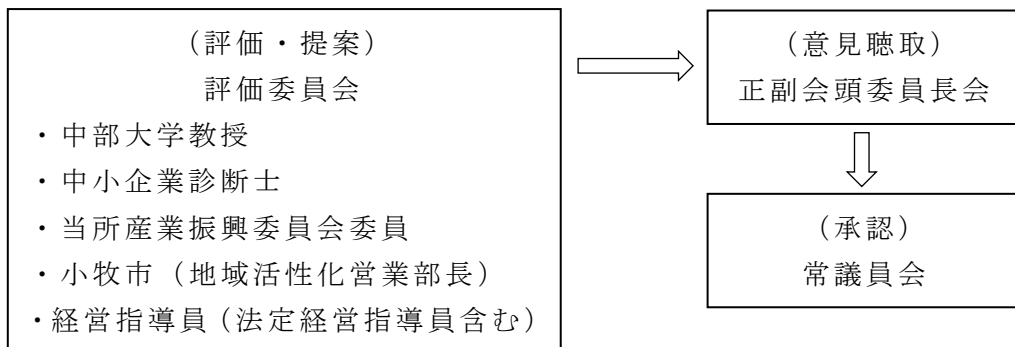 （評価・提案）
評価委員会
・中部大学教授
・中小企業診断士
・当所産業振興委員会委員
・小牧市（地域活性化営業部長）
・経営指導員（法定経営指導員含む）
（意見聴取）
正副会頭委員長会
（承認）
常議員会